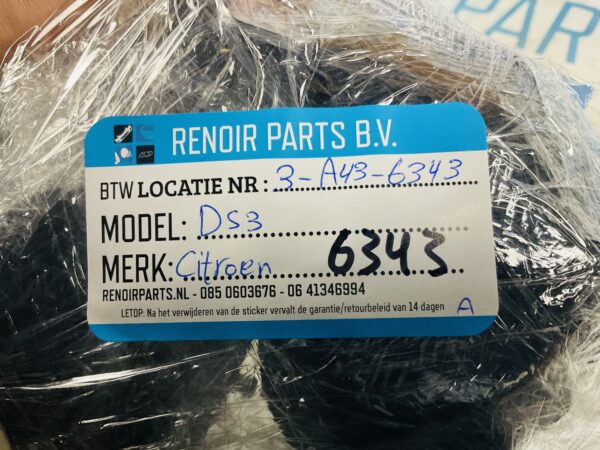 PAR
RENOIR PARTS B.V.
BTW LOCATIE NR : 3-A43-6343
MODEL: DS3
MERK: Citroen 6343
RENOIRPARTS.NL - 085 0603676 - 06 41346994
LETOP: Na het verwijderen van de sticker vervalt de garantie/retourbeleid van 14 dagen A